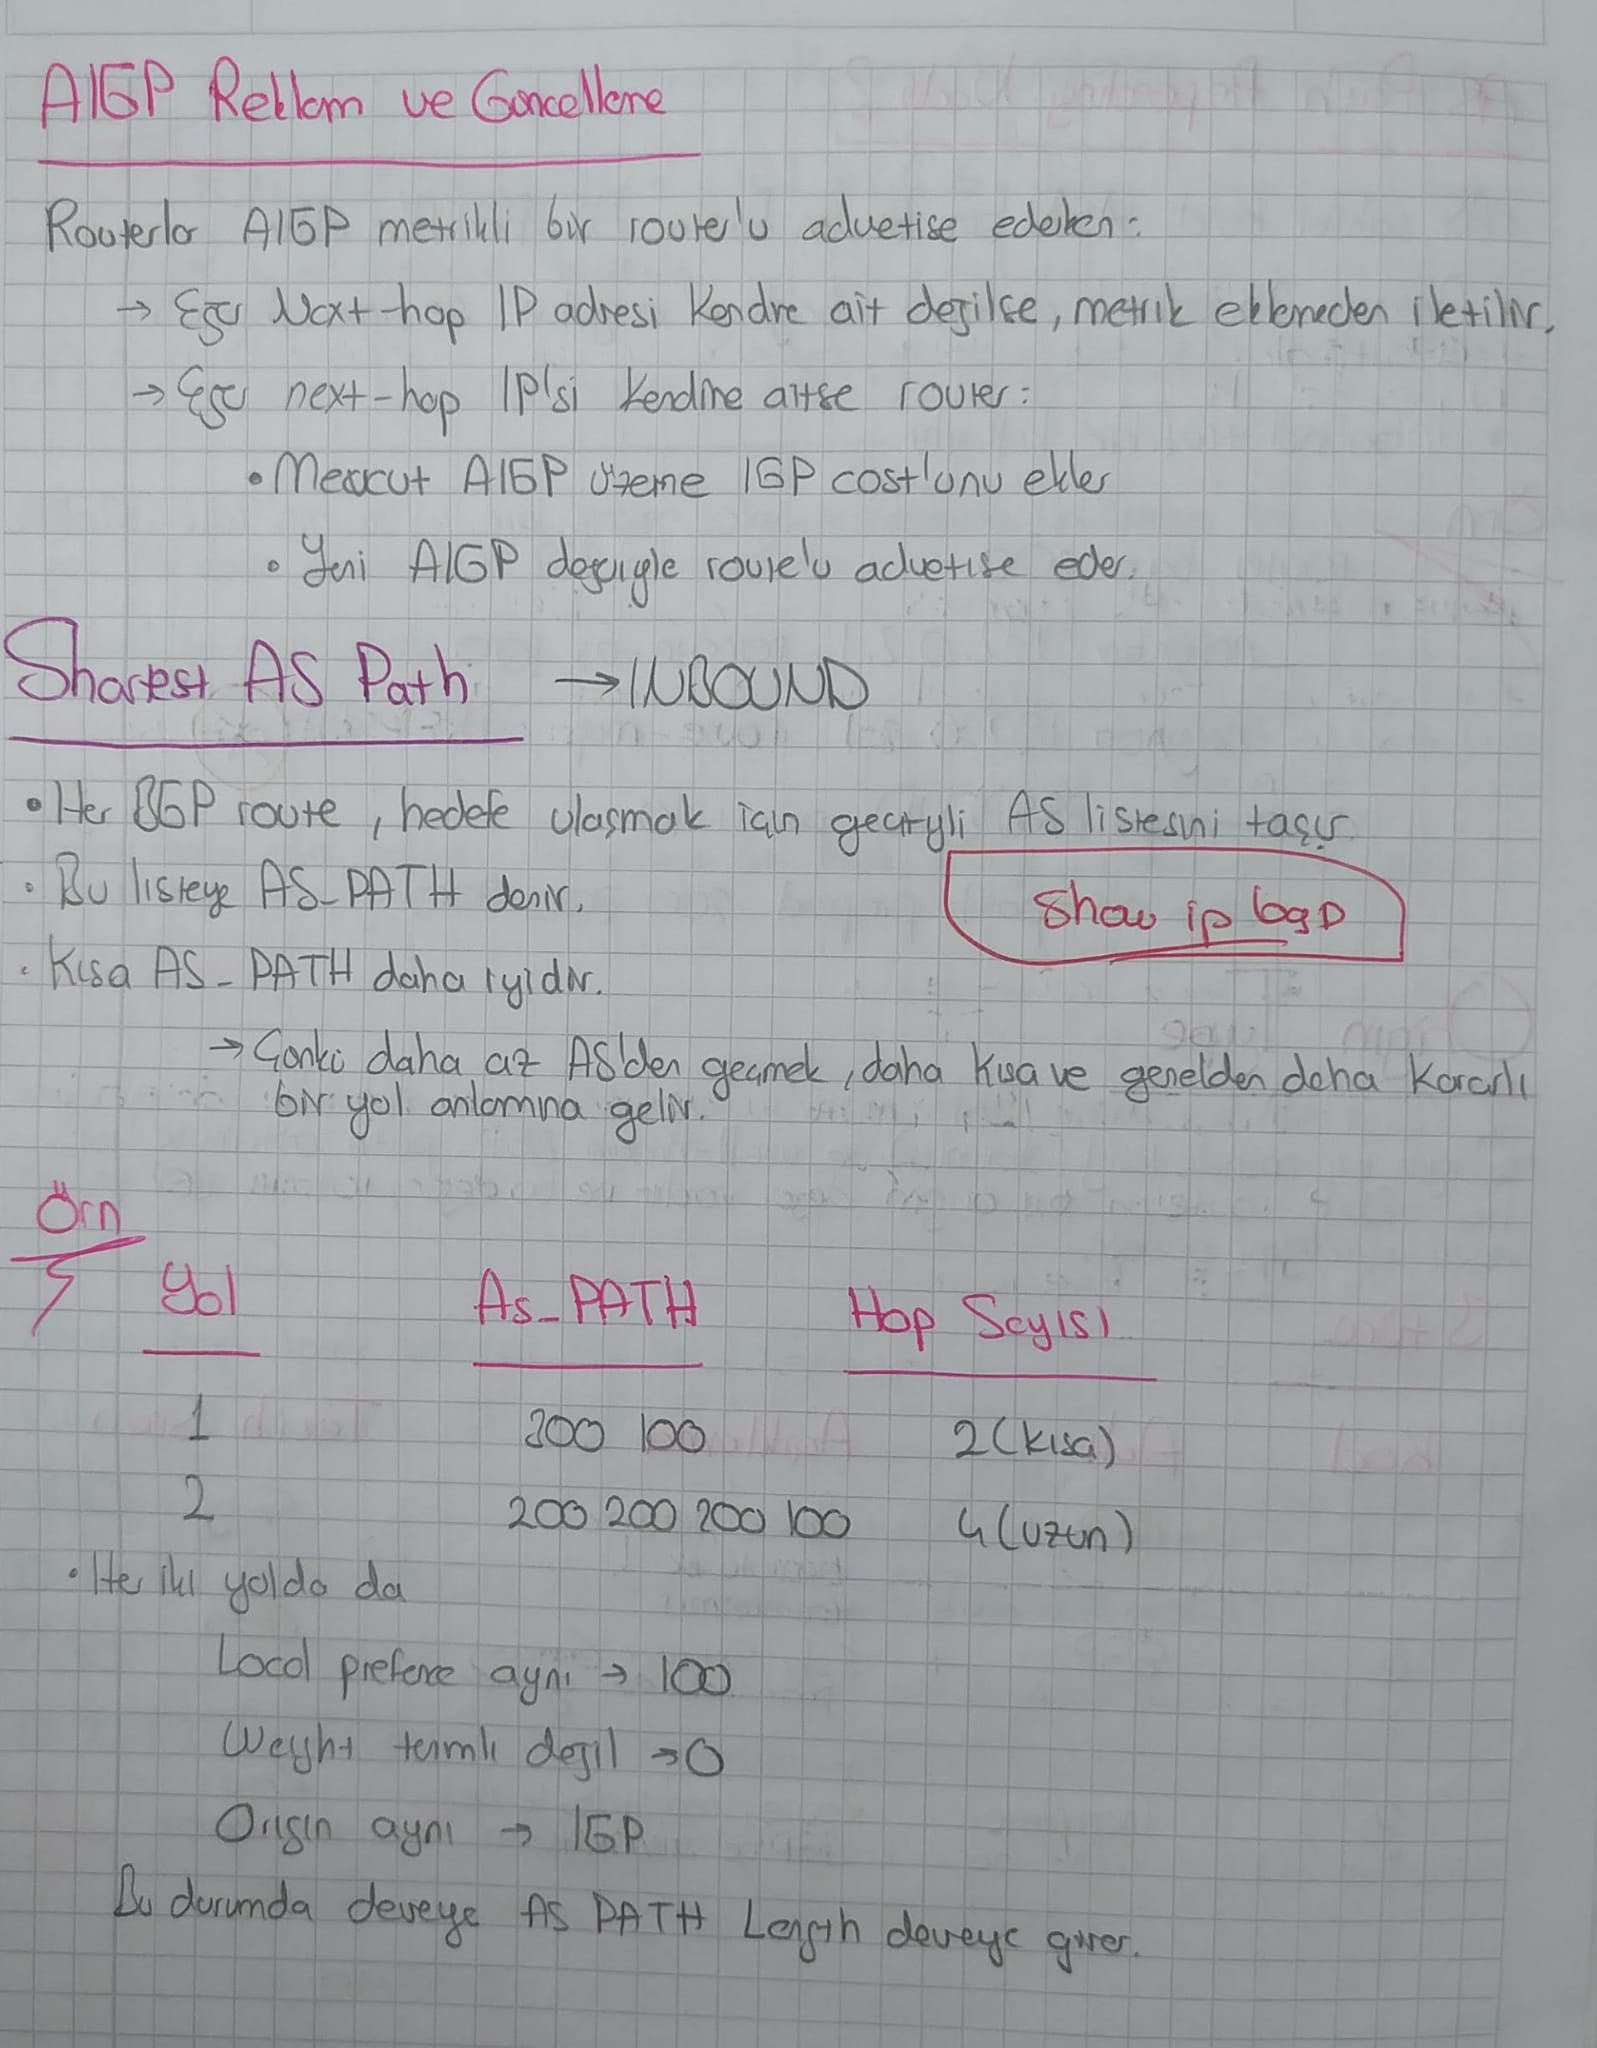 AIGP Reklam ve Güncelleme
Routerlar AIGP metrikli bir route'u advetise ederken:
→ Eğer Next-hop IP adresi kendine ait değilse, metrik eklemeden iletilir.
→ Eğer next-hop IP'si kendine aitse router:
• Mevcut AIGP üzerine IGP cost'unu ekler
• Yeni AIGP değeriyle route'u advetise eder.
Shortest AS Path → INBOUND
• Her BGP route, hedefe ulaşmak için geçtiği AS listesini taşır
• Bu listeye AS_PATH denir.
show ip bgp
• Kısa AS_PATH daha iyidir.
→ Çünkü daha az AS'den geçmek, daha kısa ve genelden daha kararlı
bir yol anlamına gelir.
Örn
Yol As_PATH Hop Sayısı
1 300 100 2 (kısa)
2 200 200 200 100 4 (uzun)
• Her iki yolda da
Local prefence aynı → 100
Weight tanımlı değil → 0
Origin aynı → IGP
Bu durumda devreye AS PATH Length devreye girer.